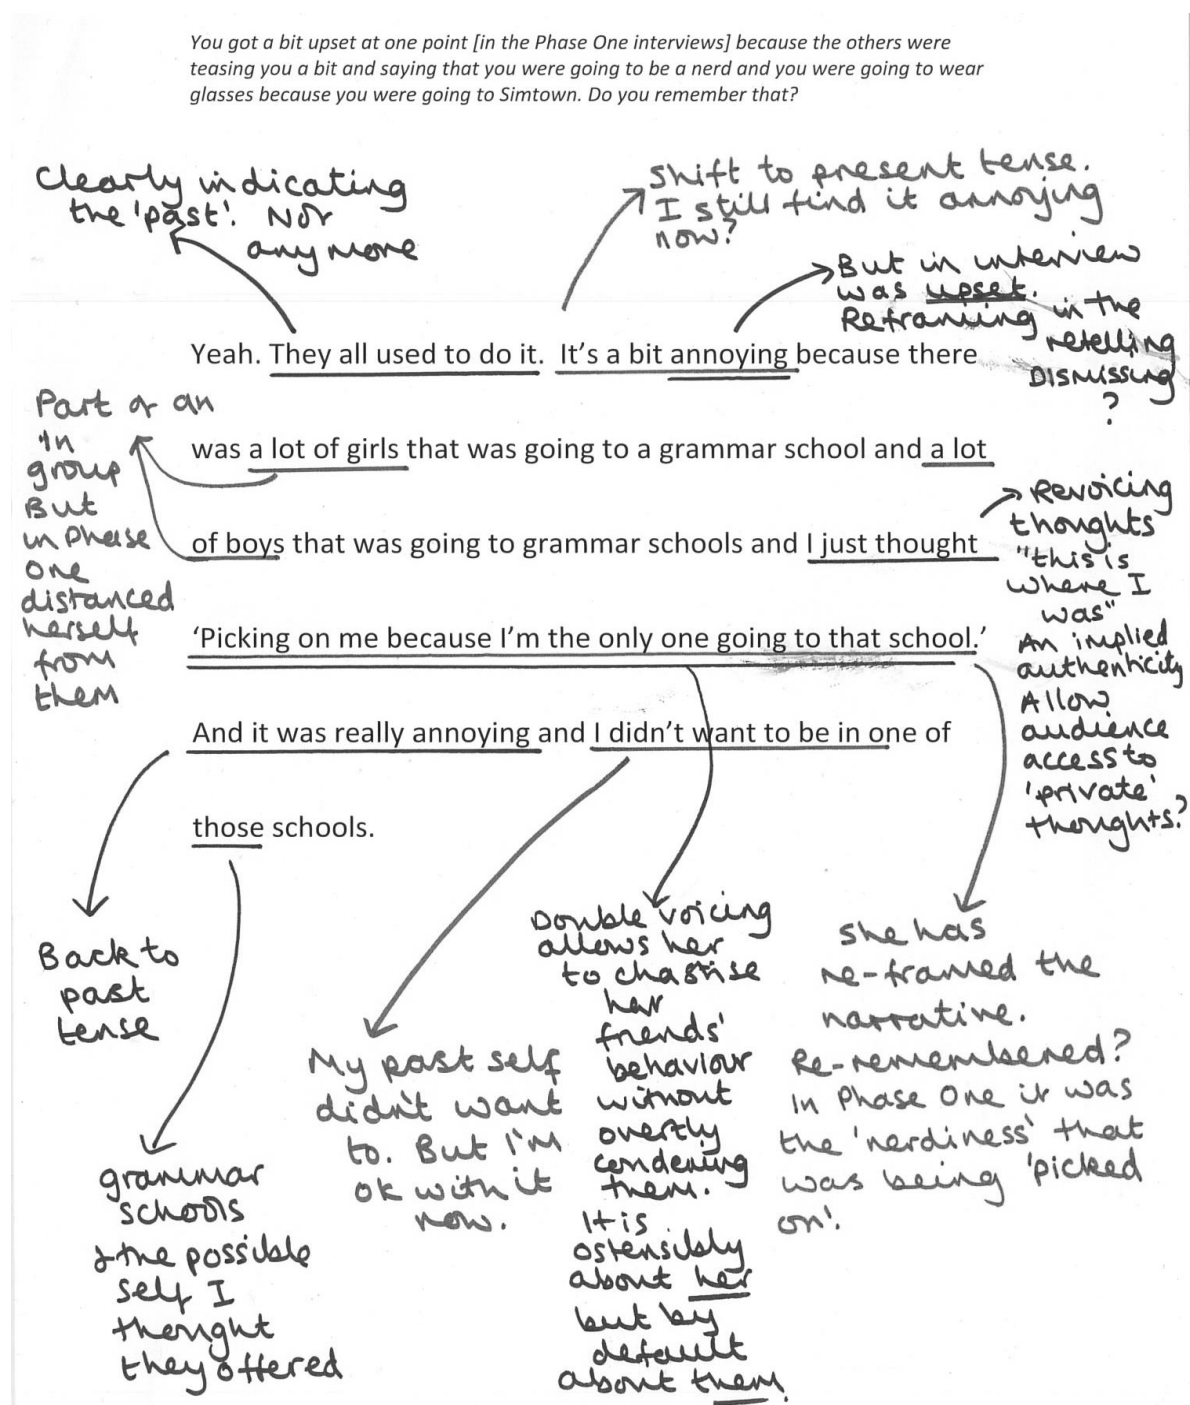 You got a bit upset at one point [in the Phase One interviews] because the others were
teasing you a bit and saying that you were going to be a nerd and you were going to wear
glasses because you were going to Simtown. Do you remember that?
Clearly indicating
the 'past'. Not
anymore
Shift to present tense.
I still find it annoying
now?
But in interview
was upset.
Reframing in the
retelling
Dismissing
?
Yeah. They all used to do it. It's a bit annoying because there
was a lot of girls that was going to a grammar school and a lot
of boys that was going to grammar schools and I just thought
'Picking on me because I'm the only one going to that school.'
And it was really annoying and I didn't want to be in one of
those schools.
Part of an
in
group
But
in Phase
one
distanced
herself
from
them
Revoicing
thoughts
"this is
where I
was"
An implied
authenticity
Allow
audience
access to
'private'
thoughts?
Back to
past
tense
grammar
schools
& the possible
self I
thought
they offered
My past self
didn't want
to. But I'm
ok with it
now.
Double voicing
allows her
to chastise
her
friends'
behaviour
without
overtly
condening
them.
It is
ostensibly
about her
but by
default
about them.
She has
re-framed the
narrative.
Re-remembered?
In Phase One it was
the 'nerdiness' that
was being 'picked
on'.